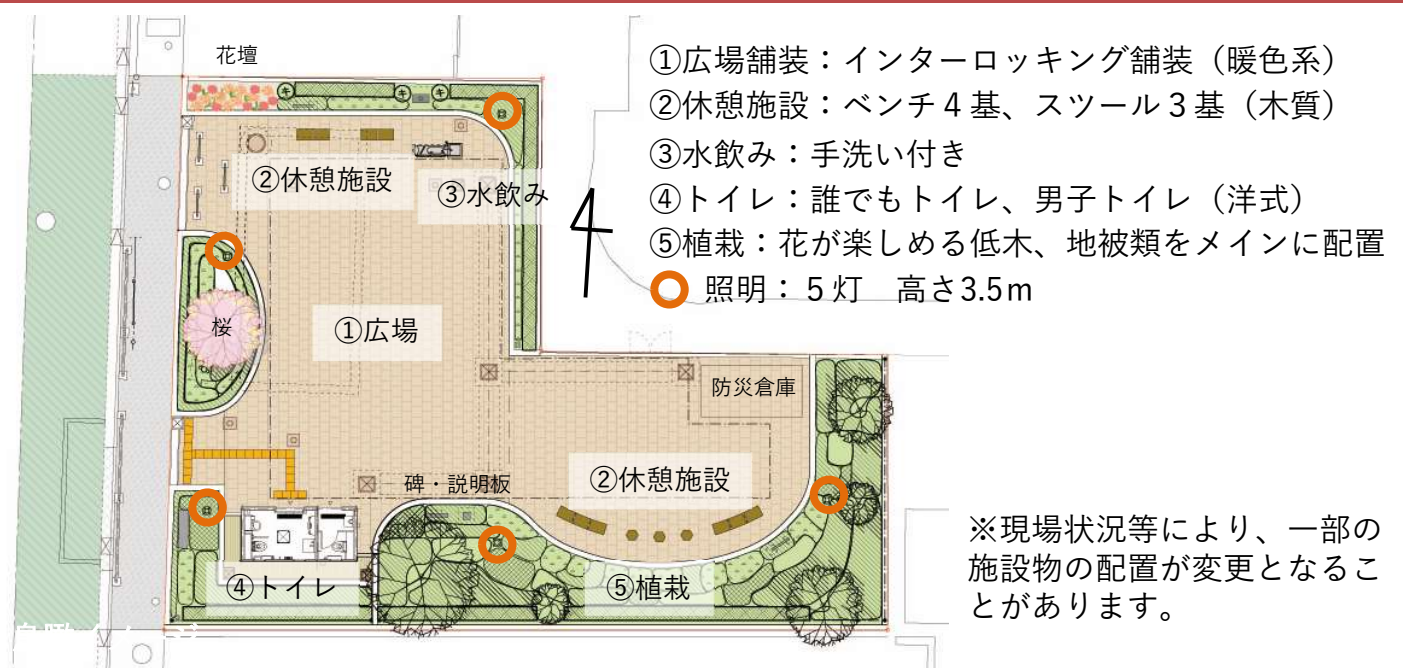 花壇
①広場舗装：インターロッキング舗装（暖色系）
②休憩施設：ベンチ４基、スツール３基（木質）
③水飲み：手洗い付き
④トイレ：誰でもトイレ、男子トイレ（洋式）
⑤植栽：花が楽しめる低木、地被類をメインに配置
照明：５灯　高さ3.5ｍ
キ
キ
キ
②休憩施設
③水飲み
桜
①広場
防災倉庫
碑・説明板
②休憩施設
④トイレ
⑤植栽
※現場状況等により、一部の
施設物の配置が変更となるこ
とがあります。